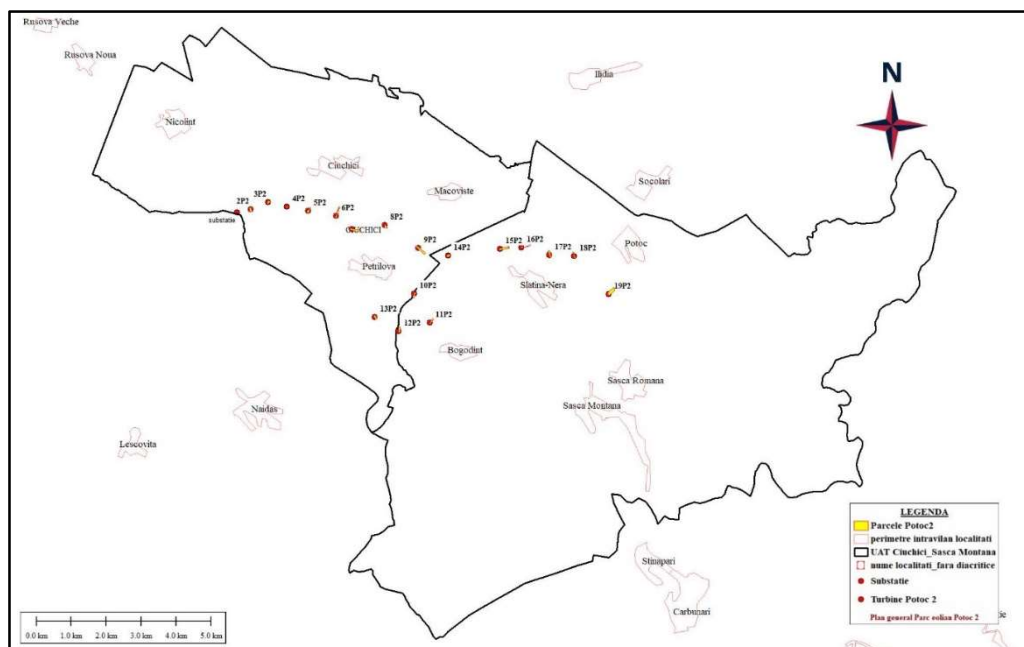 Rusova Veche
Rusova Noua
Ilidia
N
Nicolint
Ciuchici
Socolari
Macoviste
3P2
2P2
4P2
5P2
6P2
substatie
8P2
CIUCHICI
9P2
14P2
15P2
16P2
17P2
18P2
Potoc
Petrilova
Slatina-Nera
10P2
19P2
13P2
12P2
11P2
Bogodint
Sasca Romana
Sasca Montana
Naidas
Lescovita
Stinapari
Carbunari
LEGENDA
Parcele Potoc2
perimetre intravilan localitati
UAT Ciuchici_Sasca Montana
nume localitati_fara diacritice
Substatie
Turbine Potoc 2
Plan general Parc eolian Potoc 2
0.0 km 1.0 km 2.0 km 3.0 km 4.0 km 5.0 km